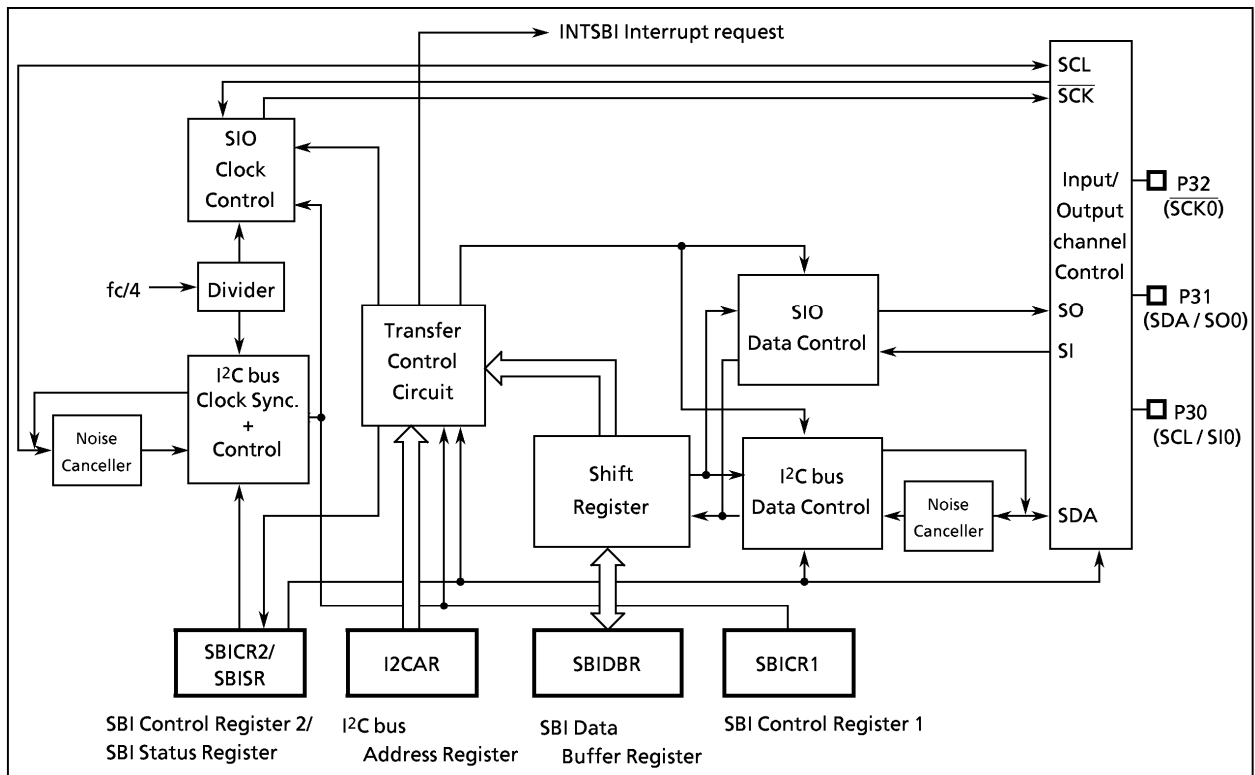 INTSBI Interrupt request
SCL
SCK
SIO
Clock
Control
Input/
Output
channel
Control
P32
(SCK0)
fc/4
Divider
P31
(SDA / SO0)
SO
SI
SIO
Data Control
Transfer
Control
Circuit
I²C bus
Clock Sync.
+
Control
Noise
Canceller
P30
(SCL / SI0)
Shift
Register
I²C bus
Data Control
Noise
Canceller
SDA
SBICR2/
SBISR
I2CAR
SBIDBR
SBICR1
SBI Control Register 2/
SBI Status Register
I²C bus
Address Register
SBI Data
Buffer Register
SBI Control Register 1